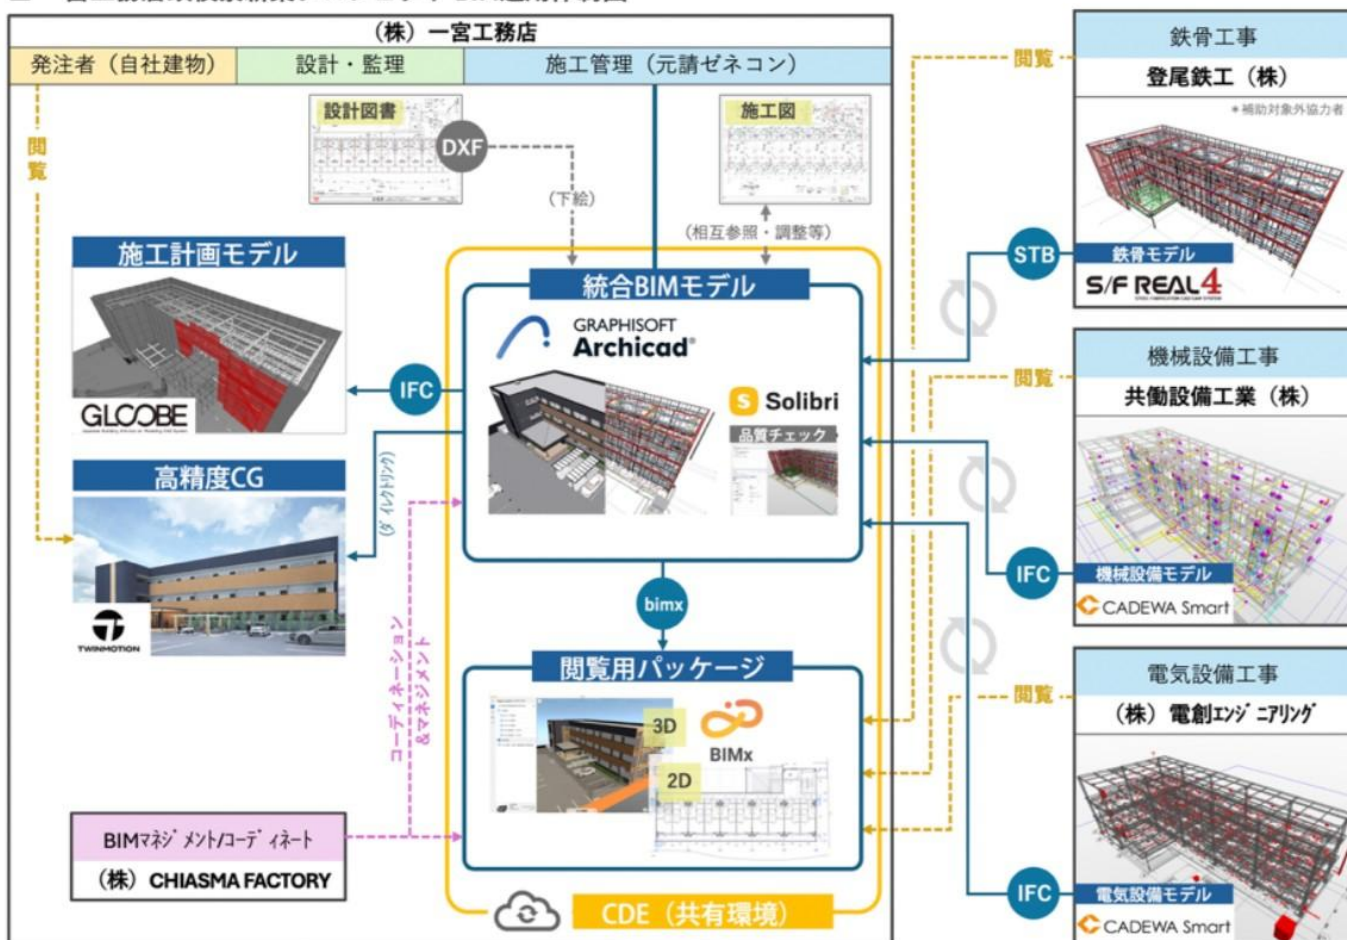 (株) 一宮工務店
発注者（自社建物）
設計・監理
施工管理（元請ゼネコン）
閲覧
設計図書
DXF
(下絵)
施工図
(相互参照・調整等)
施工計画モデル
GLOOBE
IFC
高精度CG
TWINMOTION
(ﾀﾞｲﾚｸﾄﾘﾝｸ)
統合BIMモデル
GRAPHISOFT
Archicad
Solibri
品質チェック
bimx
閲覧用パッケージ
3D
BIMx
2D
コーディネーション
&マネジメント
BIMﾏﾈｼﾞﾒﾝﾄ/ｺｰﾃﾞｨﾈｰﾄ
(株) CHIASMA FACTORY
CDE（共有環境）
閲覧
鉄骨工事
登尾鉄工（株）
＊補助対象外協力者
STB
鉄骨モデル
S/F REAL4
閲覧
機械設備工事
共働設備工業（株）
IFC
機械設備モデル
CADEWA Smart
閲覧
電気設備工事
(株) 電創ｴﾝｼﾞﾆｱﾘﾝｸﾞ
IFC
電気設備モデル
CADEWA Smart